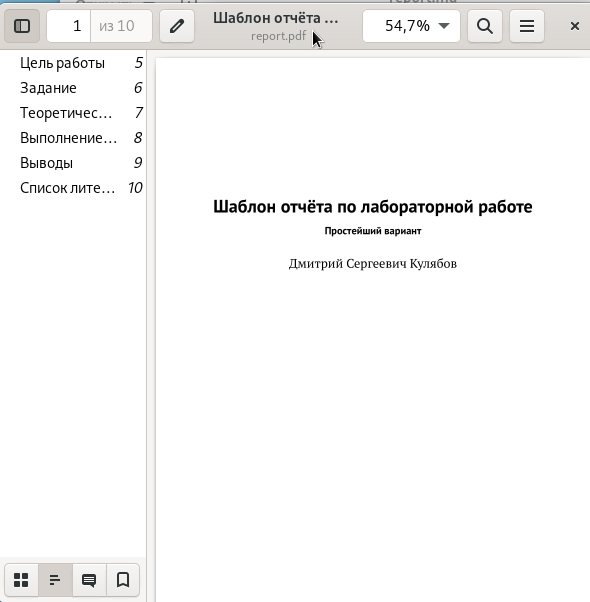 1 из 10
Шаблон отчёта ...
report.pdf
54,7%
Цель работы 5
Задание 6
Теоретичес... 7
Выполнение... 8
Выводы 9
Список лите... 10
Шаблон отчёта по лабораторной работе
Простейший вариант
Дмитрий Сергеевич Кулябов